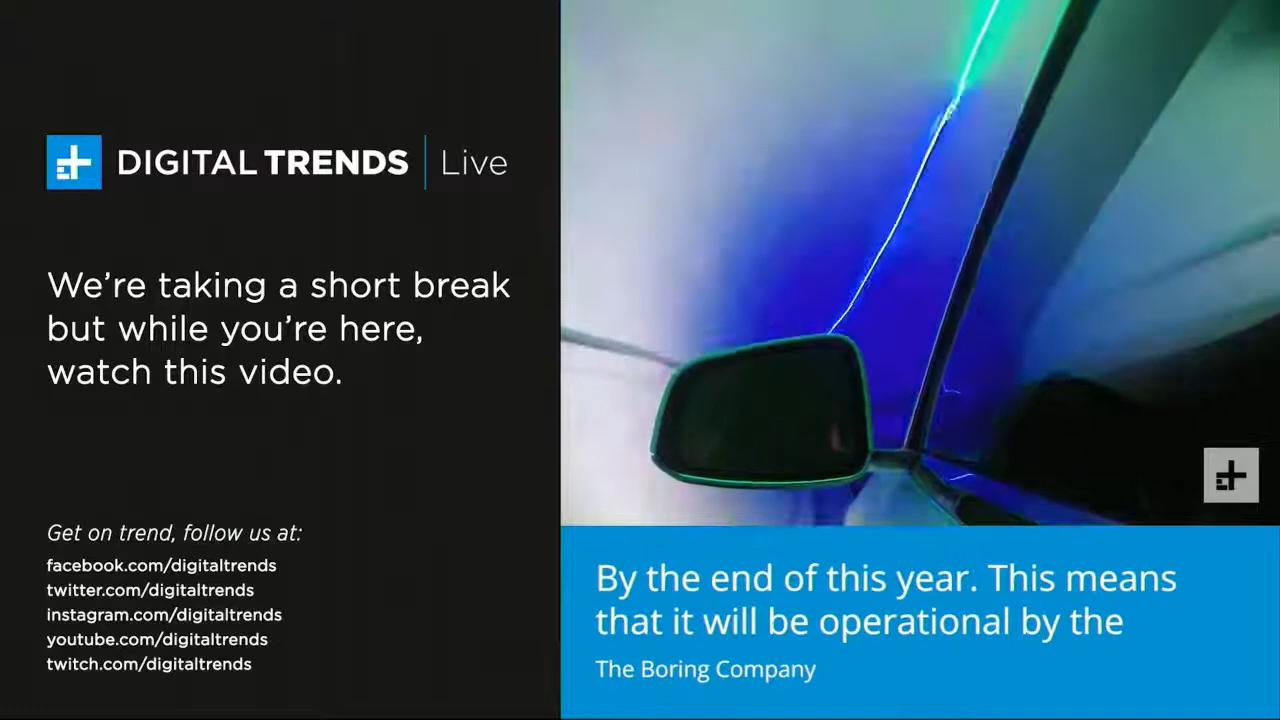 DIGITAL TRENDS | Live
We're taking a short break
but while you're here,
watch this video.
Get on trend, follow us at:
facebook.com/digitaltrends
twitter.com/digitaltrends
instagram.com/digitaltrends
youtube.com/digitaltrends
twitch.com/digitaltrends
By the end of this year. This means
that it will be operational by the
The Boring Company